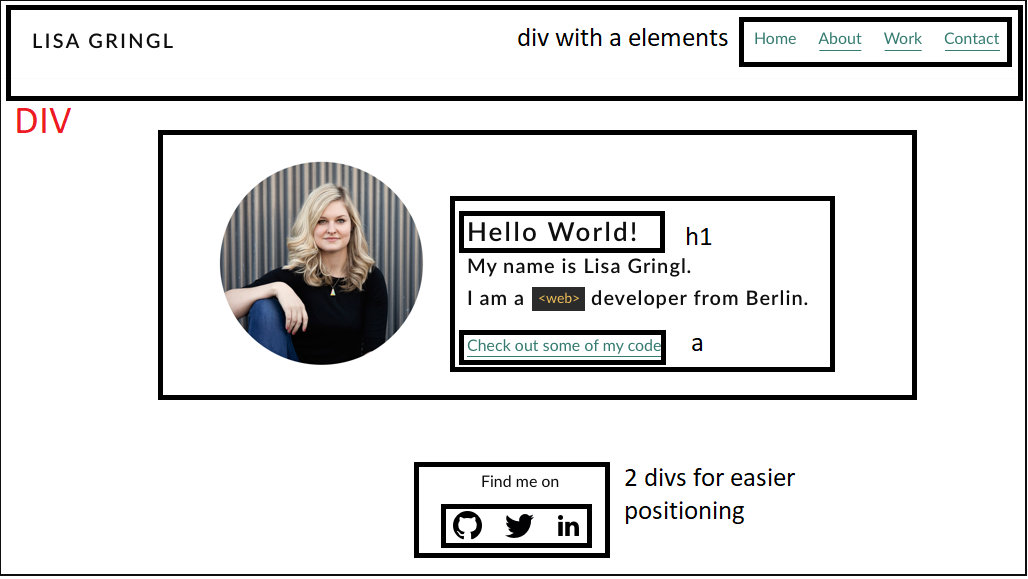 LISA GRINGL
div with a elements
Home About Work Contact
DIV
Hello World!
h1
My name is Lisa Gringl.
I am a <web> developer from Berlin.
Check out some of my code
a
Find me on
2 divs for easier
positioning
in